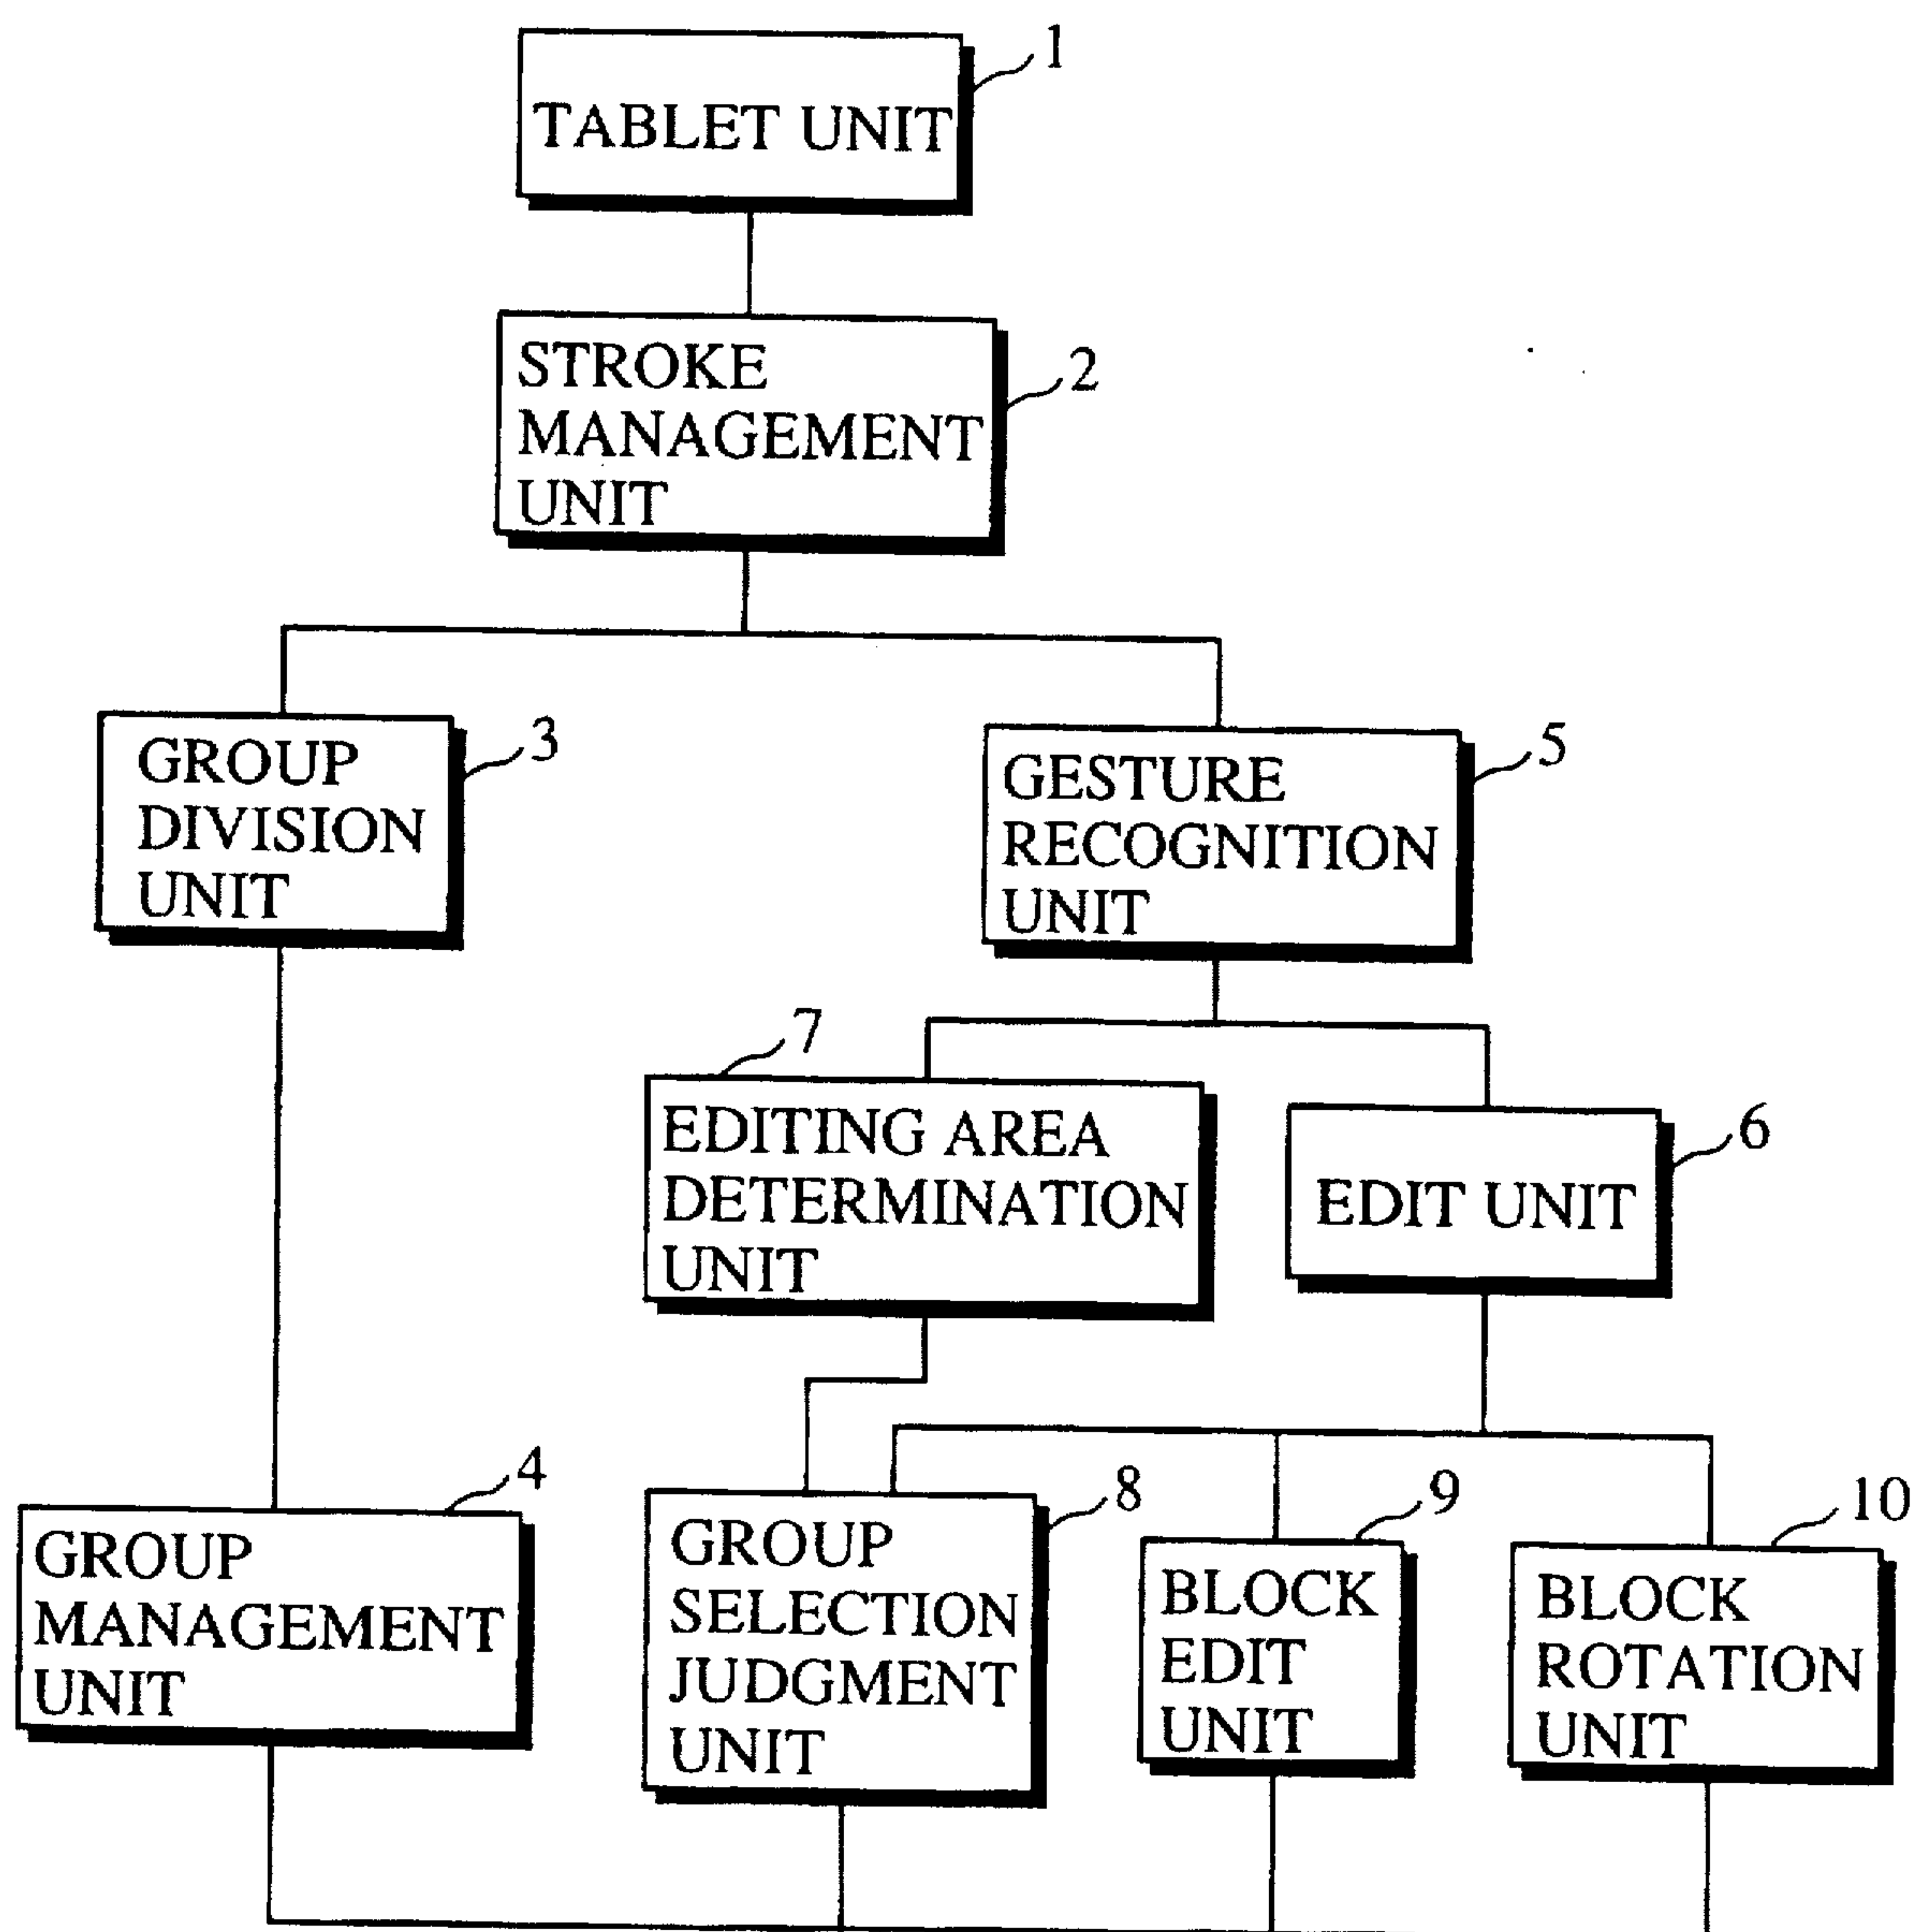 1
TABLET UNIT
STROKE
MANAGEMENT
UNIT
2
GROUP
DIVISION
UNIT
3
GESTURE
RECOGNITION
UNIT
5
7
EDITING AREA
DETERMINATION
UNIT
6
EDIT UNIT
4
GROUP
MANAGEMENT
UNIT
8
GROUP
SELECTION
JUDGMENT
UNIT
9
BLOCK
EDIT
UNIT
10
BLOCK
ROTATION
UNIT